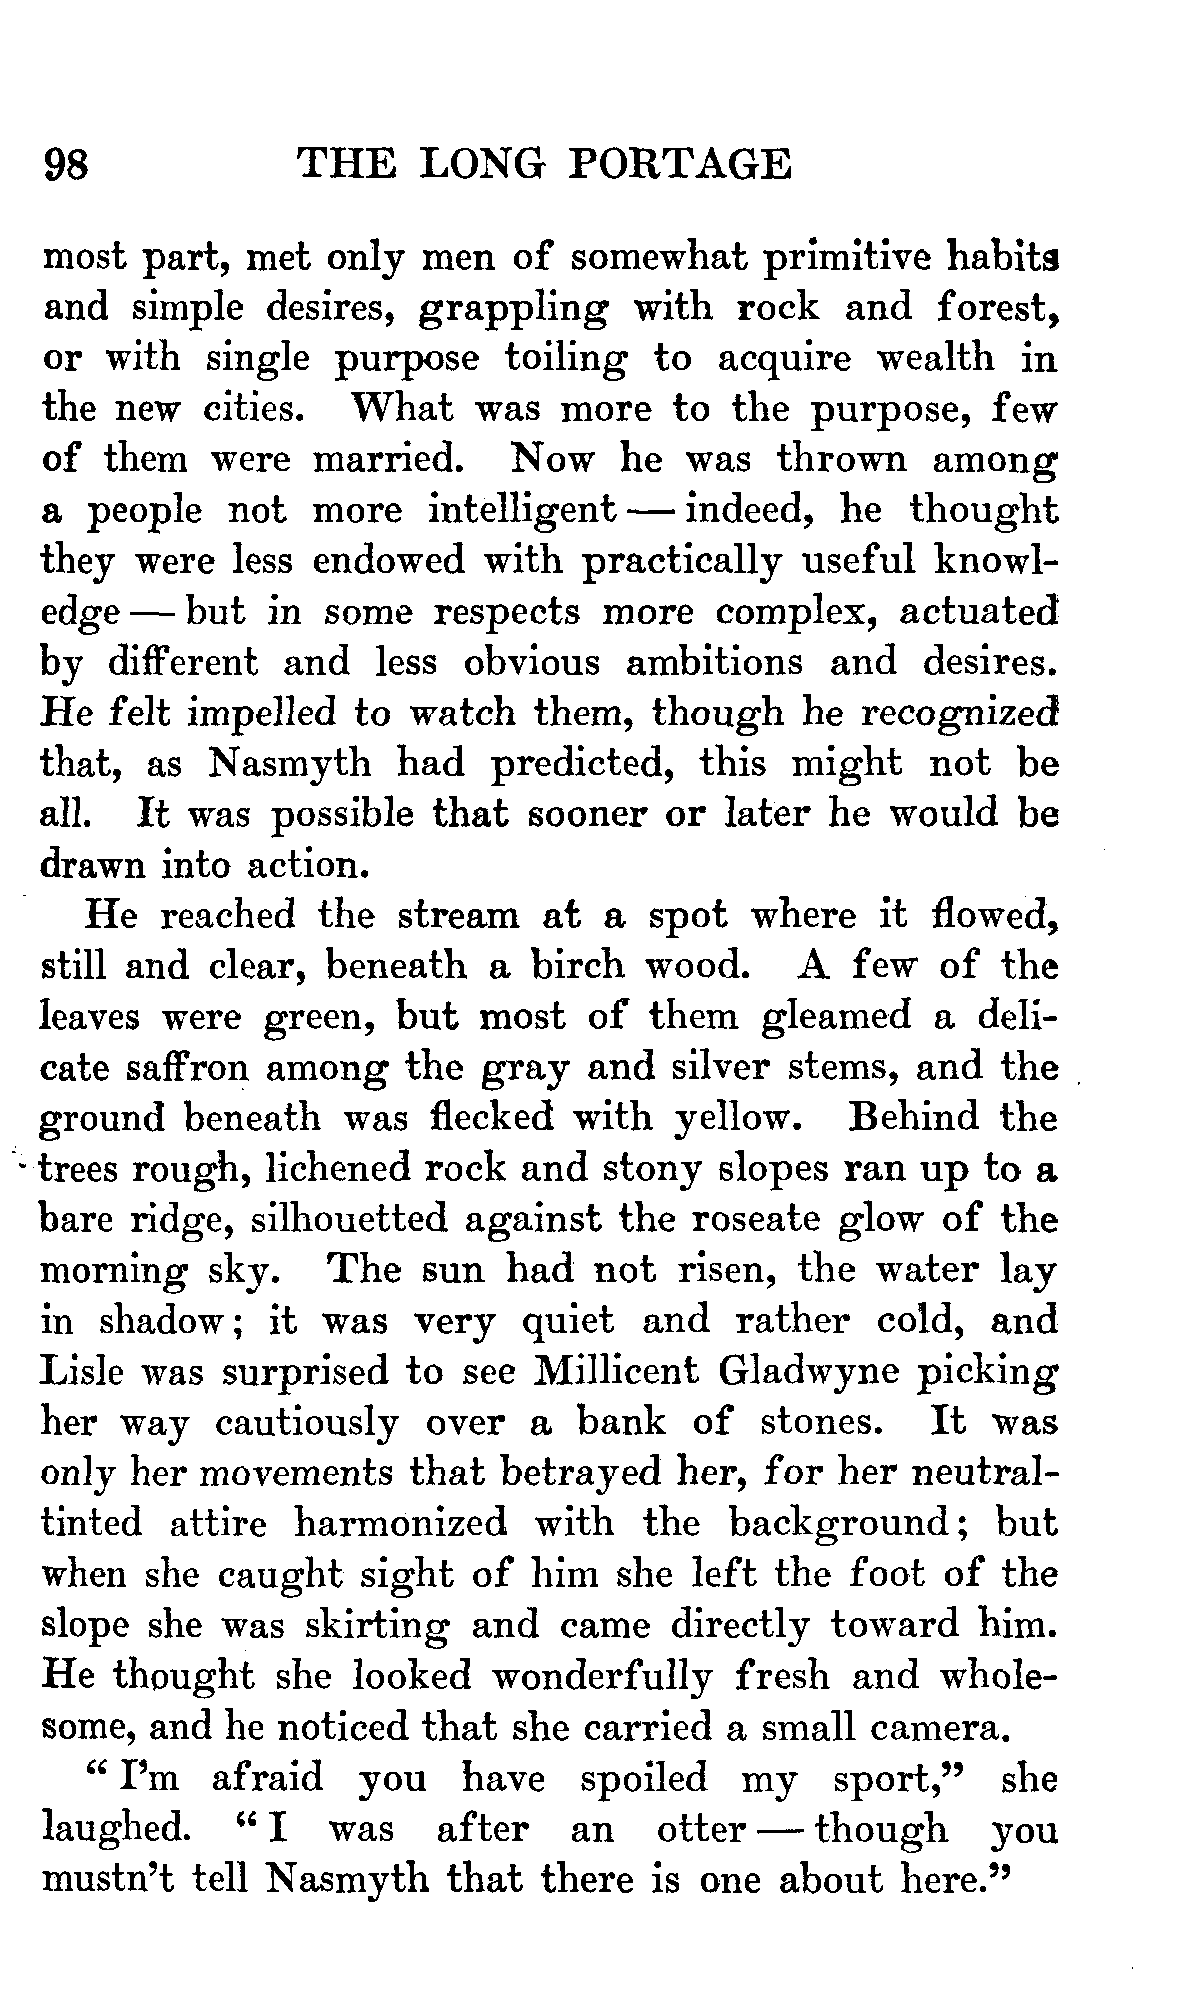 98 THE LONG PORTAGE
most part, met only men of somewhat primitive habits
and simple desires, grappling with rock and forest,
or with single purpose toiling to acquire wealth in
the new cities. What was more to the purpose, few
of them were married. Now he was thrown among
a people not more intelligent — indeed, he thought
they were less endowed with practically useful knowl-
edge — but in some respects more complex, actuated
by different and less obvious ambitions and desires.
He felt impelled to watch them, though he recognized
that, as Nasmyth had predicted, this might not be
all. It was possible that sooner or later he would be
drawn into action.
He reached the stream at a spot where it flowed,
still and clear, beneath a birch wood. A few of the
leaves were green, but most of them gleamed a deli-
cate saffron among the gray and silver stems, and the
ground beneath was flecked with yellow. Behind the
trees rough, lichened rock and stony slopes ran up to a
bare ridge, silhouetted against the roseate glow of the
morning sky. The sun had not risen, the water lay
in shadow; it was very quiet and rather cold, and
Lisle was surprised to see Millicent Gladwyne picking
her way cautiously over a bank of stones. It was
only her movements that betrayed her, for her neutral-
tinted attire harmonized with the background; but
when she caught sight of him she left the foot of the
slope she was skirting and came directly toward him.
He thought she looked wonderfully fresh and whole-
some, and he noticed that she carried a small camera.
“I’m afraid you have spoiled my sport,” she
laughed. “I was after an otter — though you
mustn’t tell Nasmyth that there is one about here.”